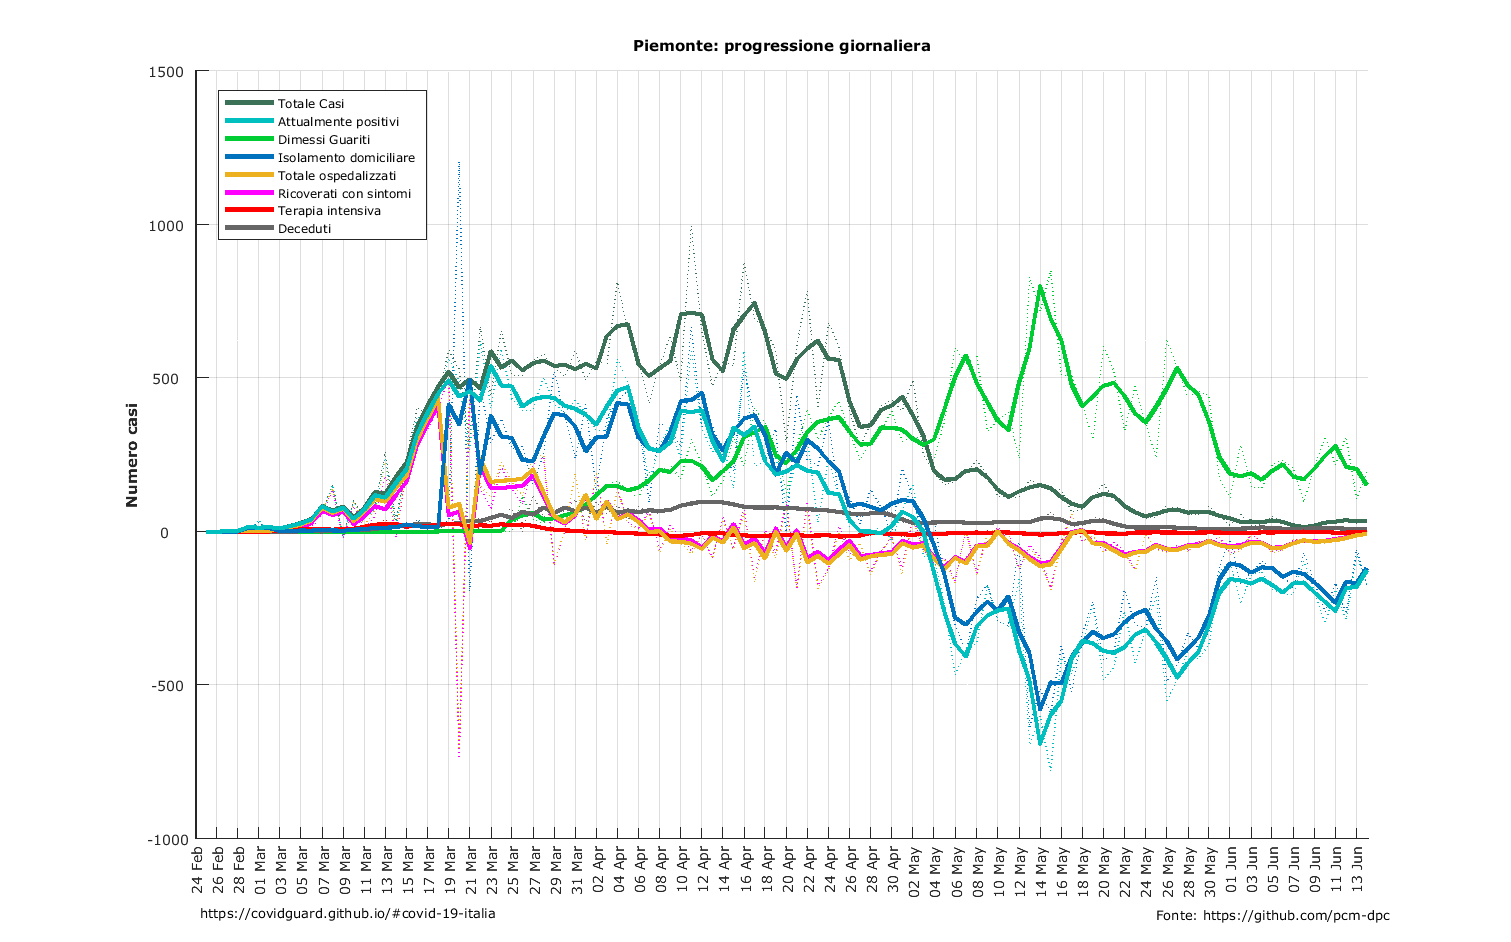 Piemonte: progressione giornaliera
Numero casi
1500
1000
500
0
-500
-1000
Totale Casi
Attualmente positivi
Dimessi Guariti
Isolamento domiciliare
Totale ospedalizzati
Ricoverati con sintomi
Terapia intensiva
Deceduti
24 Feb
26 Feb
28 Feb
01 Mar
03 Mar
05 Mar
07 Mar
09 Mar
11 Mar
13 Mar
15 Mar
17 Mar
19 Mar
21 Mar
23 Mar
25 Mar
27 Mar
29 Mar
31 Mar
02 Apr
04 Apr
06 Apr
08 Apr
10 Apr
12 Apr
14 Apr
16 Apr
18 Apr
20 Apr
22 Apr
24 Apr
26 Apr
28 Apr
30 Apr
02 May
04 May
06 May
08 May
10 May
12 May
14 May
16 May
18 May
20 May
22 May
24 May
26 May
28 May
30 May
01 Jun
03 Jun
05 Jun
07 Jun
09 Jun
11 Jun
13 Jun
https://covidguard.github.io/#covid-19-italia
Fonte: https://github.com/pcm-dpc